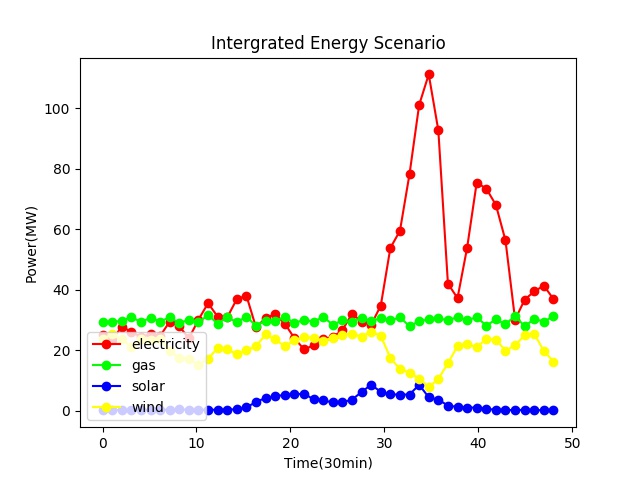 Intergrated Energy Scenario
Power(MW)
100
80
60
40
20
0
electricity
gas
solar
wind
0 10 20 30 40 50
Time(30min)